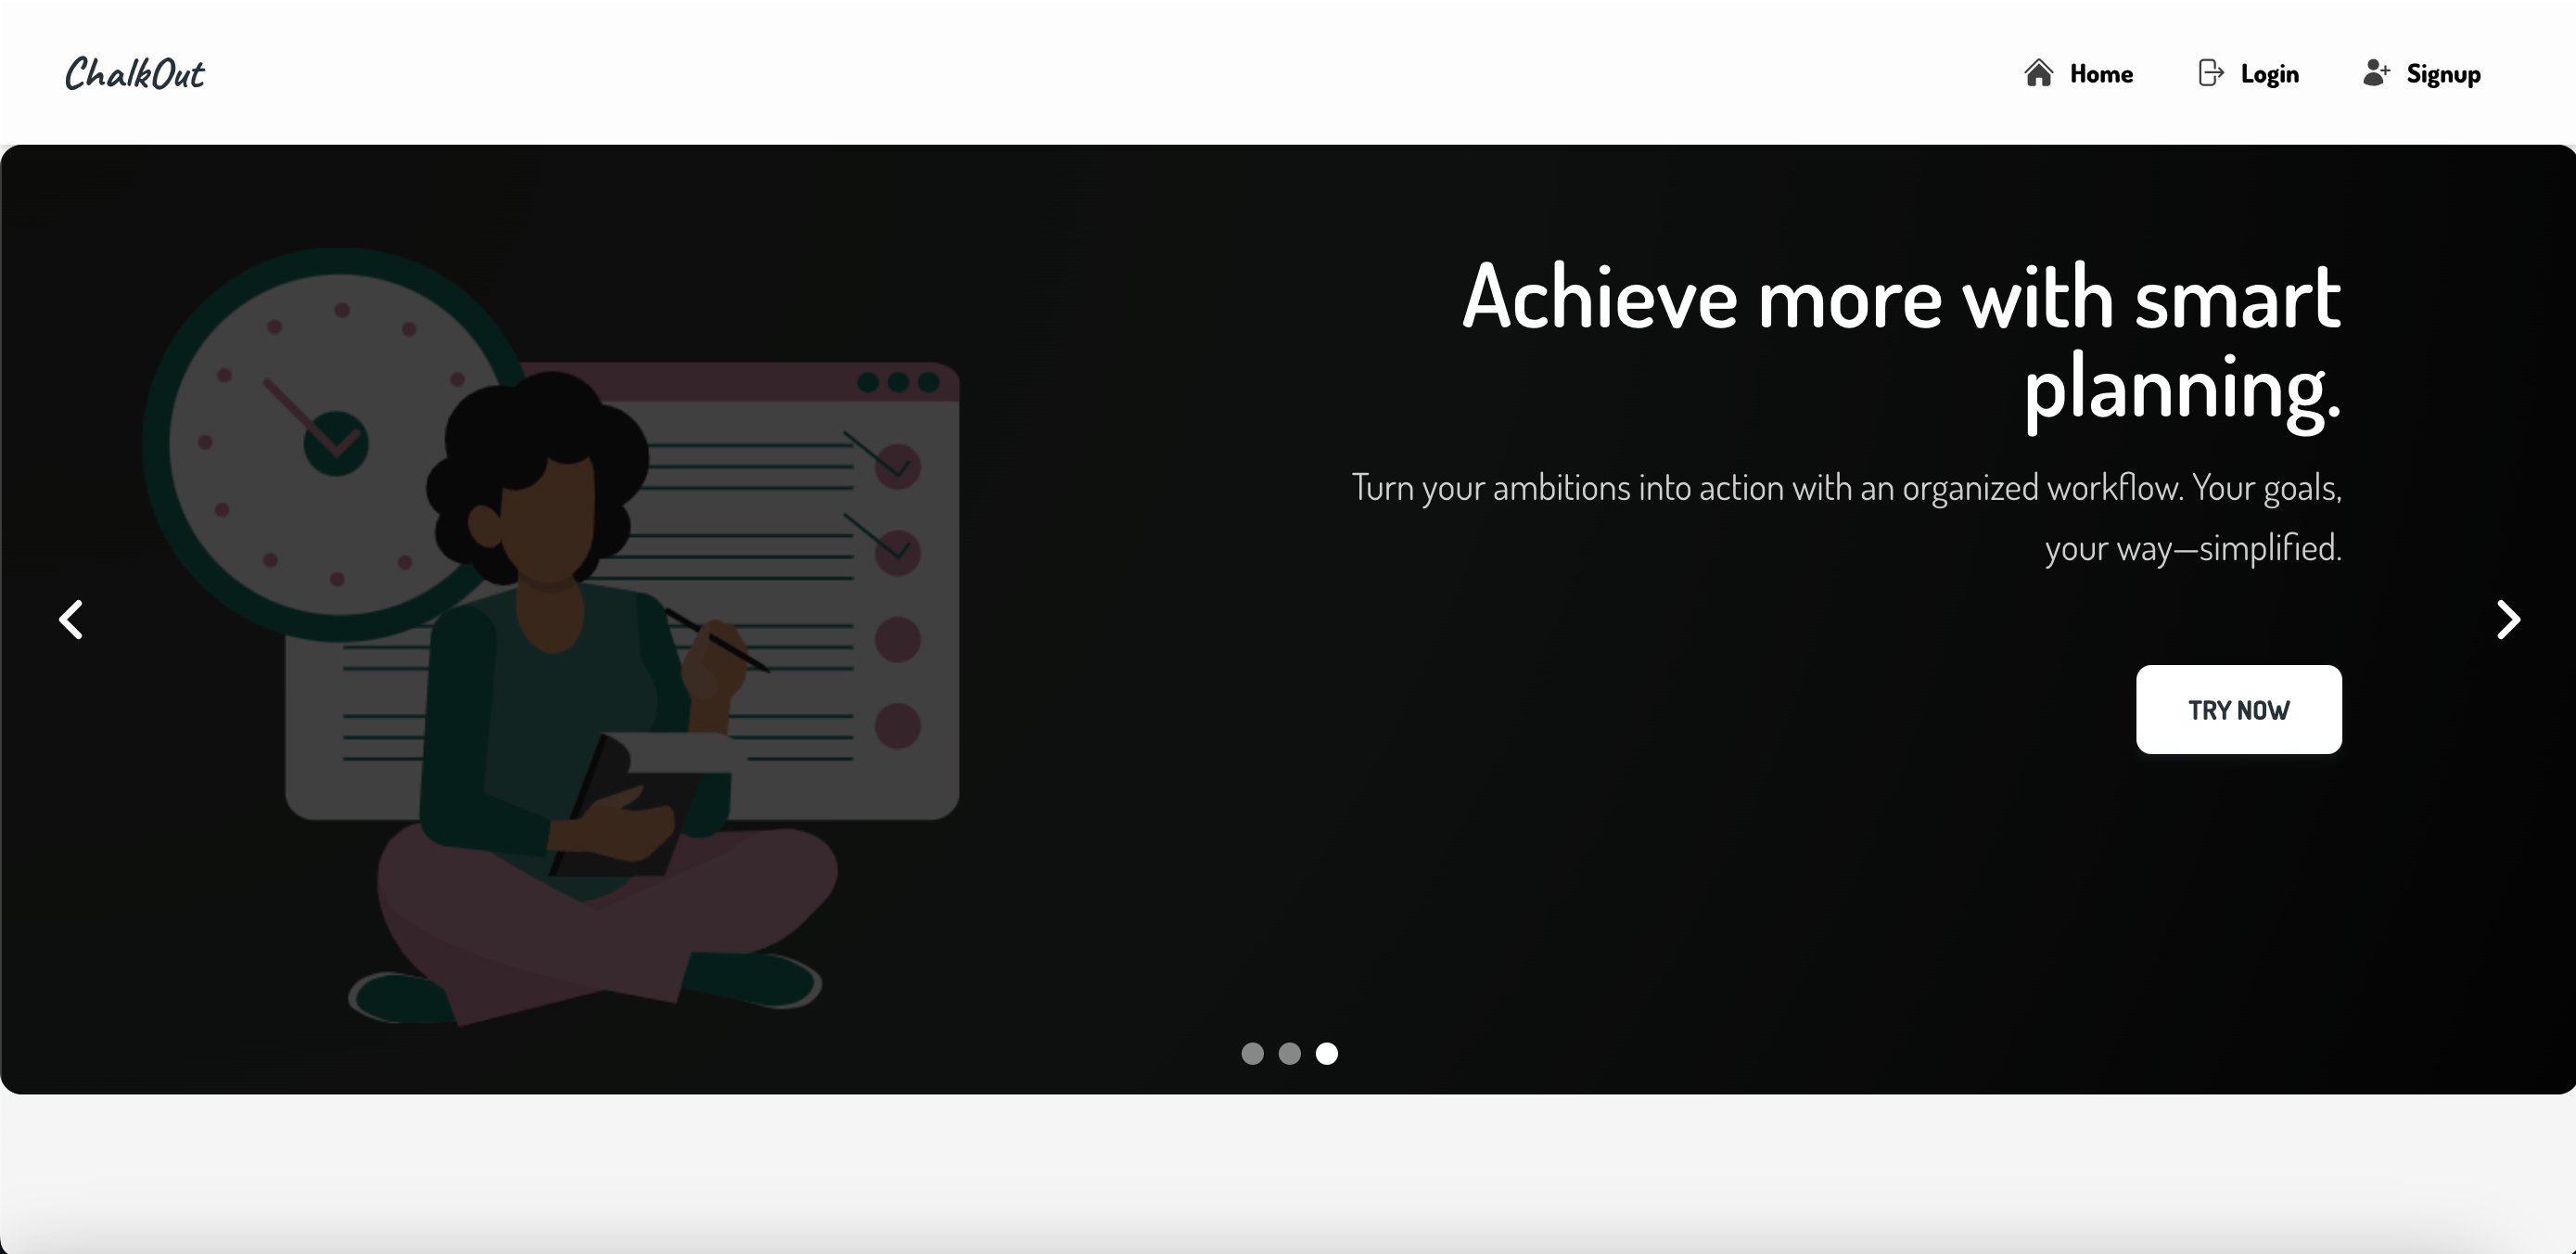 ChalkOut
Home
Login
Signup
Achieve more with smart
planning.
Turn your ambitions into action with an organized workflow. Your goals,
your way—simplified.
TRY NOW